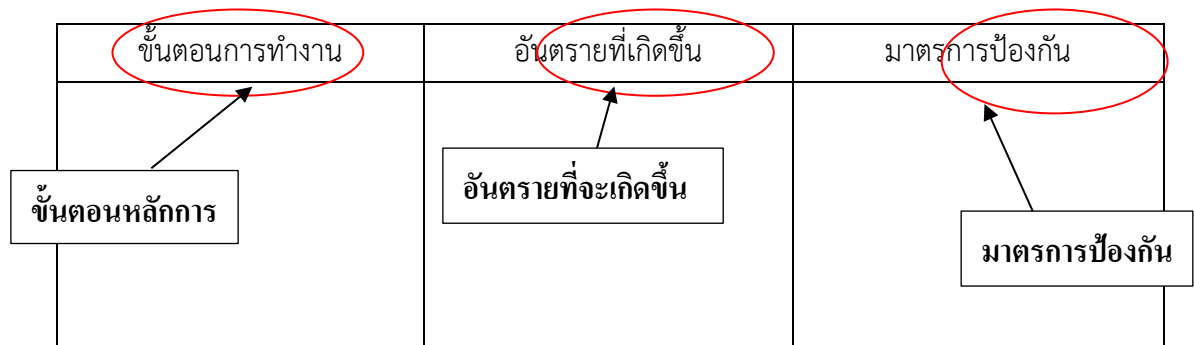 ขั้นตอนการทำงาน
อันตรายที่เกิดขึ้น
มาตรการป้องกัน
ขั้นตอนหลักการ
อันตรายที่จะเกิดขึ้น
มาตรการป้องกัน